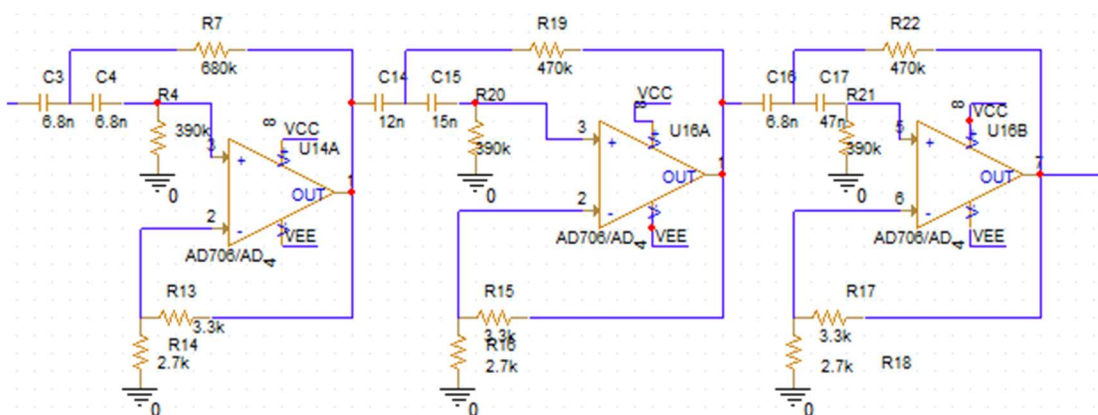 R7
680k
C3
C4
6.8n
6.8n
R4
390k
0
3
+
8
VCC
U14A
1
OUT
2
-
VEE
4
AD706/AD
R13
3.3k
R14
2.7k
0
R19
470k
C14
C15
12n
15n
R20
390k
0
3
+
8
VCC
U16A
1
OUT
2
-
VEE
4
AD706/AD
R15
3.3k
R16
2.7k
0
R22
470k
C16
C17
6.8n
47n
R21
390k
0
5
+
8
VCC
U16B
7
OUT
6
-
VEE
4
AD706/AD
R17
3.3k
2.7k
R18
0